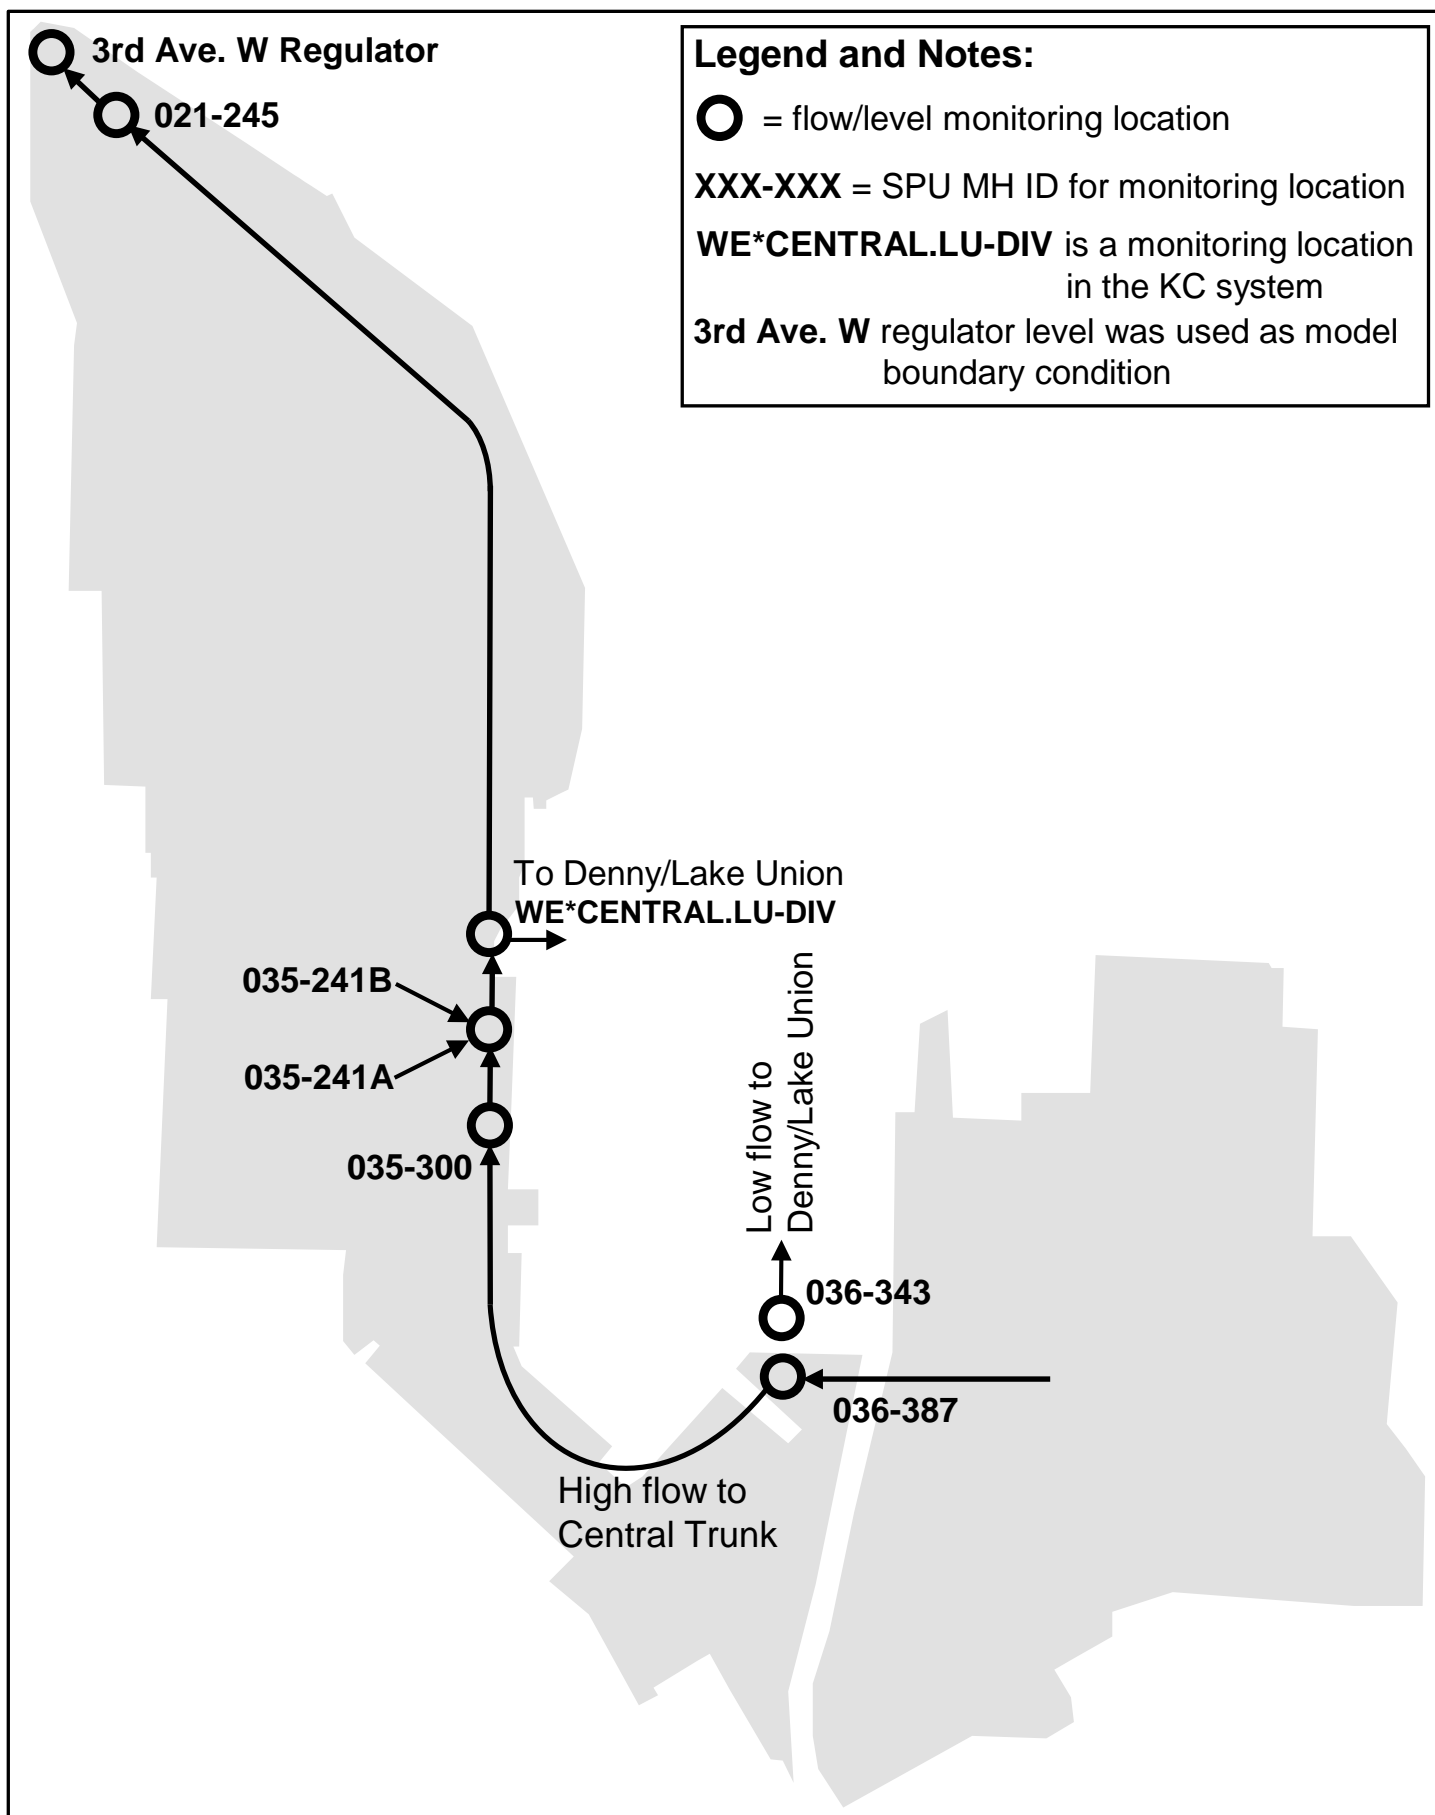 3rd Ave. W Regulator
021-245
Legend and Notes:
= flow/level monitoring location
XXX-XXX = SPU MH ID for monitoring location
WE*CENTRAL.LU-DIV is a monitoring location
in the KC system
3rd Ave. W regulator level was used as model
boundary condition
To Denny/Lake Union
WE*CENTRAL.LU-DIV
035-241B
035-241A
035-300
Low flow to
Denny/Lake Union
036-343
036-387
High flow to
Central Trunk